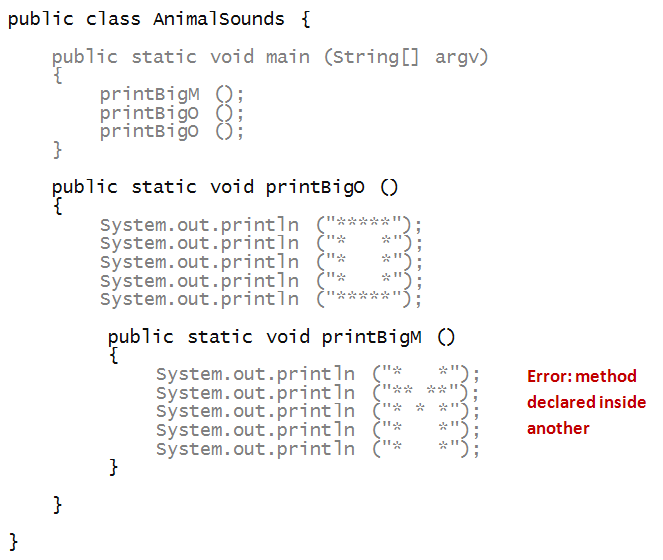 public class AnimalSounds {
public static void main (String[] argv)
{
printBigM ();
printBigO ();
printBigO ();
}
public static void printBigO ()
{
System.out.println ("*****");
System.out.println ("*   *");
System.out.println ("*   *");
System.out.println ("*   *");
System.out.println ("*****");
public static void printBigM ()
{
System.out.println ("*   *");
System.out.println ("** **");
System.out.println ("* * *");
System.out.println ("*   *");
System.out.println ("*   *");
}
Error: method
declared inside
another
}
}